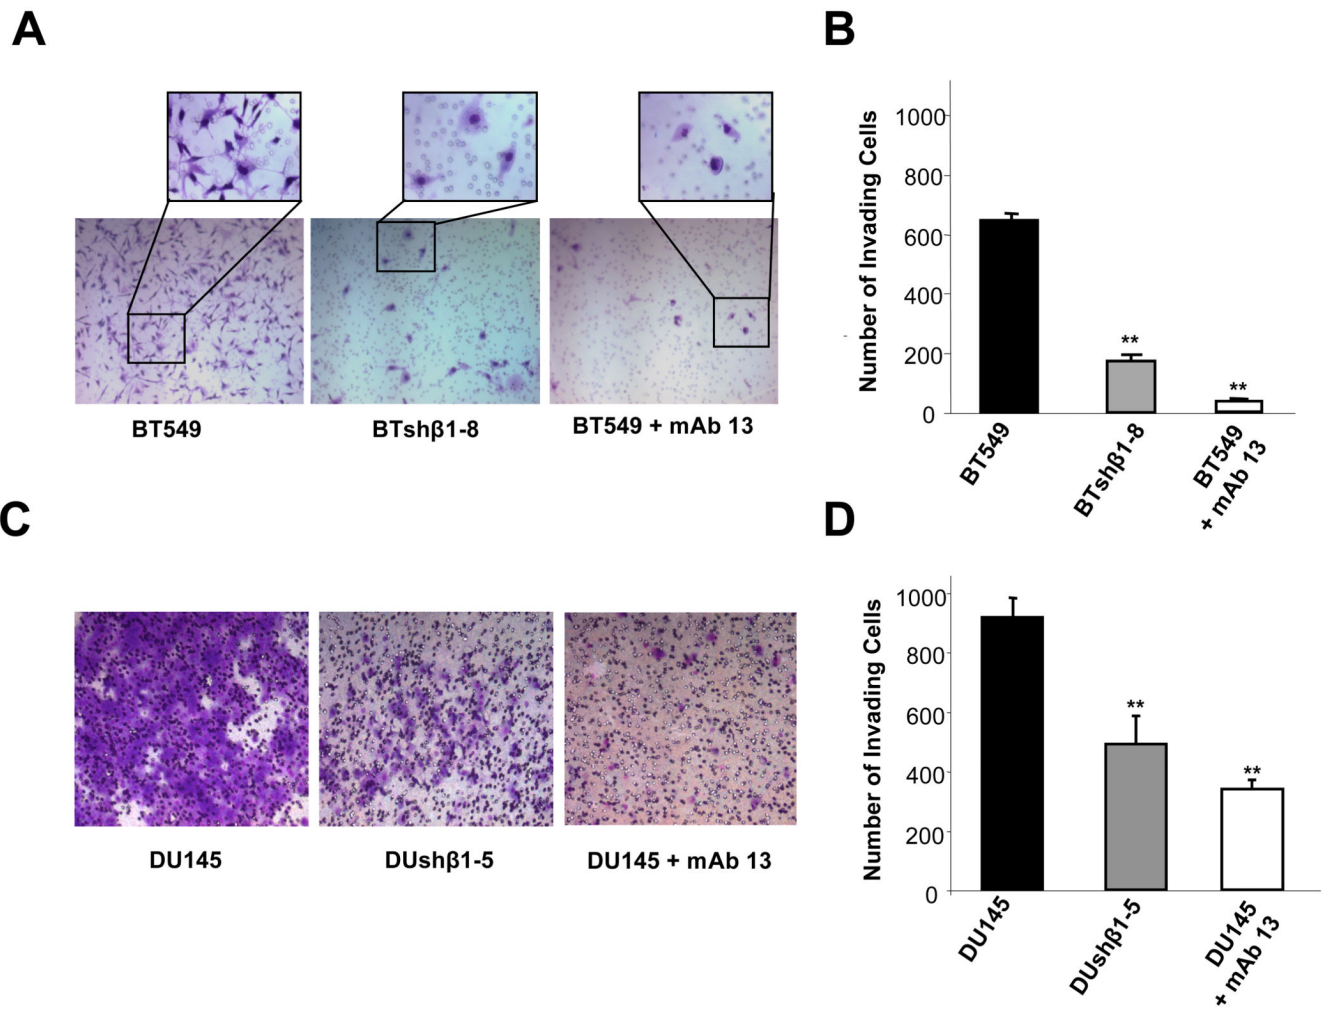 A
BT549
BTshβ1-8
BT549 + mAb 13
B
Number of Invading Cells
1000
800
600
400
200
0
**
**
BT549
BTshβ1-8
BT549
+ mAb 13
C
DU145
DUshβ1-5
DU145 + mAb 13
D
Number of Invading Cells
1000
800
600
400
200
0
**
**
DU145
DUshβ1-5
DU145
+ mAb 13